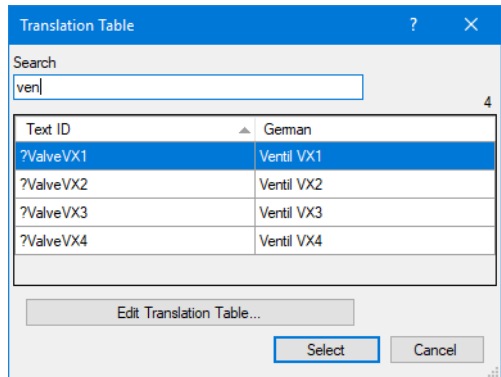 Translation Table
Search
ven
4
Text ID German
?ValveVX1 Ventil VX1
?ValveVX2 Ventil VX2
?ValveVX3 Ventil VX3
?ValveVX4 Ventil VX4
Edit Translation Table...
Select Cancel